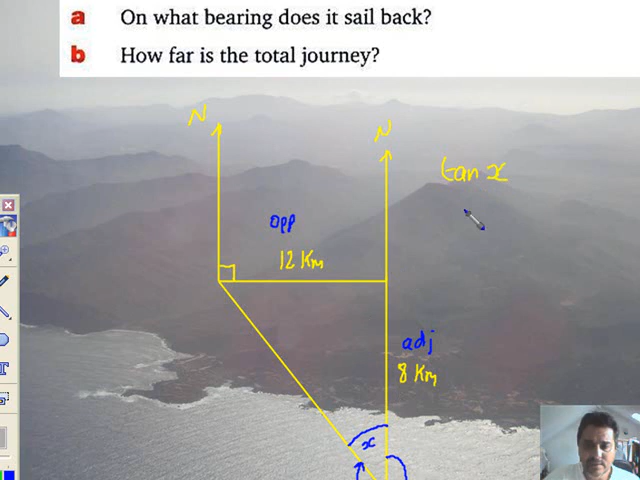 a On what bearing does it sail back?
b How far is the total journey?
N
N
tan x
opp
12 Km
adj
8 Km
x
T